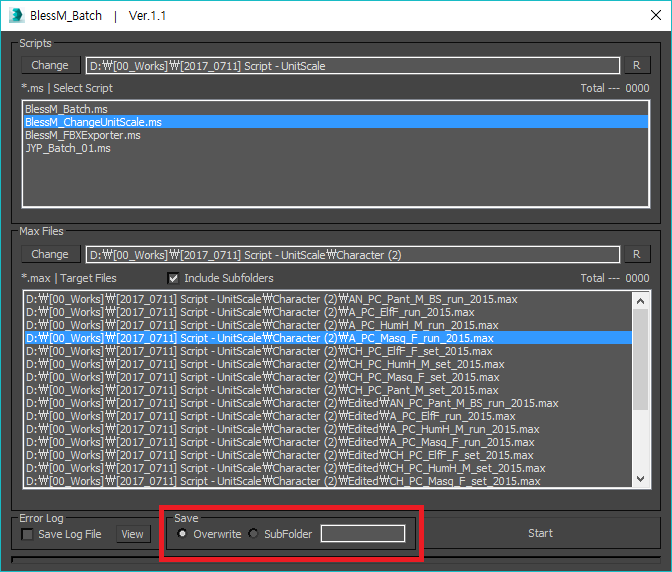 BlessM_Batch | Ver.1.1
Scripts
Change D:₩[00_Works]₩[2017_0711] Script - UnitScale R
*.ms | Select Script Total --- 0000
BlessM_Batch.ms
BlessM_ChangeUnitScale.ms
BlessM_FBXExporter.ms
JYP_Batch_01.ms
Max Files
Change D:₩[00_Works]₩[2017_0711] Script - UnitScale₩Character (2) R
*.max | Target Files Include Subfolders Total --- 0000
D:₩[00_Works]₩[2017_0711] Script - UnitScale₩Character (2)₩AN_PC_Pant_M_BS_run_2015.max
D:₩[00_Works]₩[2017_0711] Script - UnitScale₩Character (2)₩A_PC_ElfF_run_2015.max
D:₩[00_Works]₩[2017_0711] Script - UnitScale₩Character (2)₩A_PC_HumH_M_run_2015.max
D:₩[00_Works]₩[2017_0711] Script - UnitScale₩Character (2)₩A_PC_Masq_F_run_2015.max
D:₩[00_Works]₩[2017_0711] Script - UnitScale₩Character (2)₩CH_PC_ElfF_F_set_2015.max
D:₩[00_Works]₩[2017_0711] Script - UnitScale₩Character (2)₩CH_PC_HumH_M_set_2015.max
D:₩[00_Works]₩[2017_0711] Script - UnitScale₩Character (2)₩CH_PC_Masq_F_set_2015.max
D:₩[00_Works]₩[2017_0711] Script - UnitScale₩Character (2)₩CH_PC_Pant_M_set_2015.max
D:₩[00_Works]₩[2017_0711] Script - UnitScale₩Character (2)₩Edited₩AN_PC_Pant_M_BS_run_2015.max
D:₩[00_Works]₩[2017_0711] Script - UnitScale₩Character (2)₩Edited₩A_PC_ElfF_run_2015.max
D:₩[00_Works]₩[2017_0711] Script - UnitScale₩Character (2)₩Edited₩A_PC_HumH_M_run_2015.max
D:₩[00_Works]₩[2017_0711] Script - UnitScale₩Character (2)₩Edited₩A_PC_Masq_F_run_2015.max
D:₩[00_Works]₩[2017_0711] Script - UnitScale₩Character (2)₩Edited₩CH_PC_ElfF_F_set_2015.max
D:₩[00_Works]₩[2017_0711] Script - UnitScale₩Character (2)₩Edited₩CH_PC_HumH_M_set_2015.max
D:₩[00_Works]₩[2017_0711] Script - UnitScale₩Character (2)₩Edited₩CH_PC_Masq_F_set_2015.max
Error Log
Save Log File View
Save
Overwrite SubFolder
Start